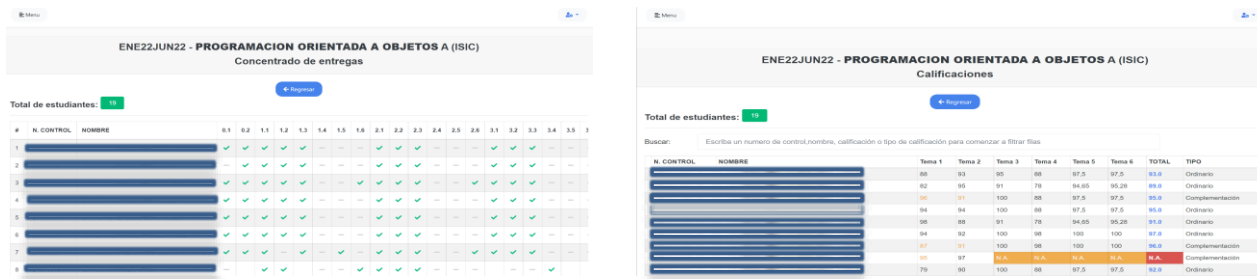 Menu
ENE22JUN22 - PROGRAMACION ORIENTADA A OBJETOS A (ISIC)
Concentrado de entregas
Regresar
Total de estudiantes: 19
# N. CONTROL NOMBRE 0.1 0.2 1.1 1.2 1.3 1.4 1.5 1.6 2.1 2.2 2.3 2.4 2.5 2.6 3.1 3.2 3.3 3.4 3.5
1
2
3
4
5
6
7
8
Menu
ENE22JUN22 - PROGRAMACION ORIENTADA A OBJETOS A (ISIC)
Calificaciones
Regresar
Total de estudiantes: 19
Buscar: Escriba un numero de control,nombre, calificación o tipo de calificación para comenzar a filtrar filas
N. CONTROL NOMBRE Tema 1 Tema 2 Tema 3 Tema 4 Tema 5 Tema 6 TOTAL TIPO
88 93 95 88 97,5 97,5 93.0 Ordinario
82 95 91 78 94,65 95,28 89.0 Ordinario
91 100 88 97,5 97,5 95.0 Complementación
94 94 100 88 97,5 97,5 95.0 Ordinario
98 88 91 78 94,65 95,28 91.0 Ordinario
94 92 100 98 100 100 97.0 Ordinario
87 91 100 98 100 100 96.0 Complementación
95 97 N.A N.A N.A N.A N.A. Complementación
79 90 100 88 97,5 97,5 92.0 Ordinario